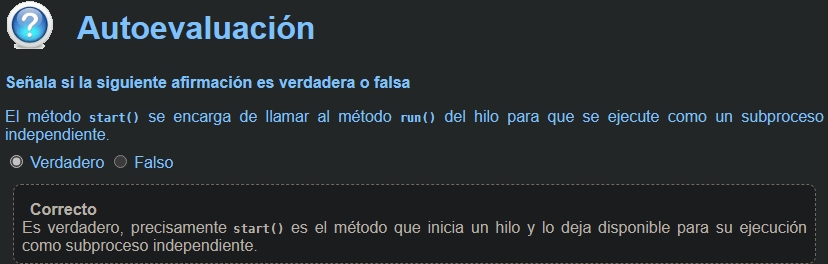 Autoevaluación
Señala si la siguiente afirmación es verdadera o falsa
El método start() se encarga de llamar al método run() del hilo para que se ejecute como un subproceso
independiente.
Verdadero Falso
Correcto
Es verdadero, precisamente start() es el método que inicia un hilo y lo deja disponible para su ejecución
como subproceso independiente.